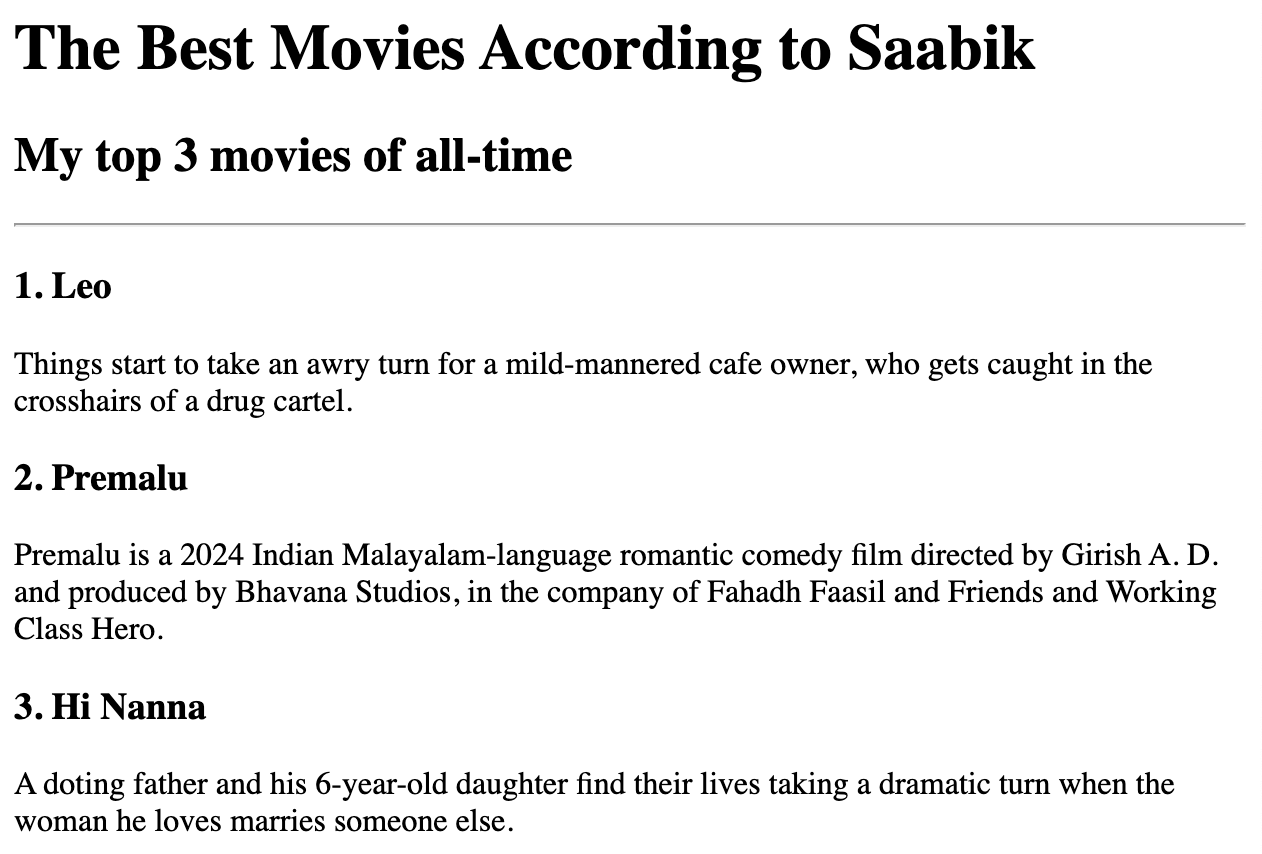 The Best Movies According to Saabik
My top 3 movies of all-time
1. Leo
Things start to take an awry turn for a mild-mannered cafe owner, who gets caught in the
crosshairs of a drug cartel.
2. Premalu
Premalu is a 2024 Indian Malayalam-language romantic comedy film directed by Girish A. D.
and produced by Bhavana Studios, in the company of Fahadh Faasil and Friends and Working
Class Hero.
3. Hi Nanna
A doting father and his 6-year-old daughter find their lives taking a dramatic turn when the
woman he loves marries someone else.